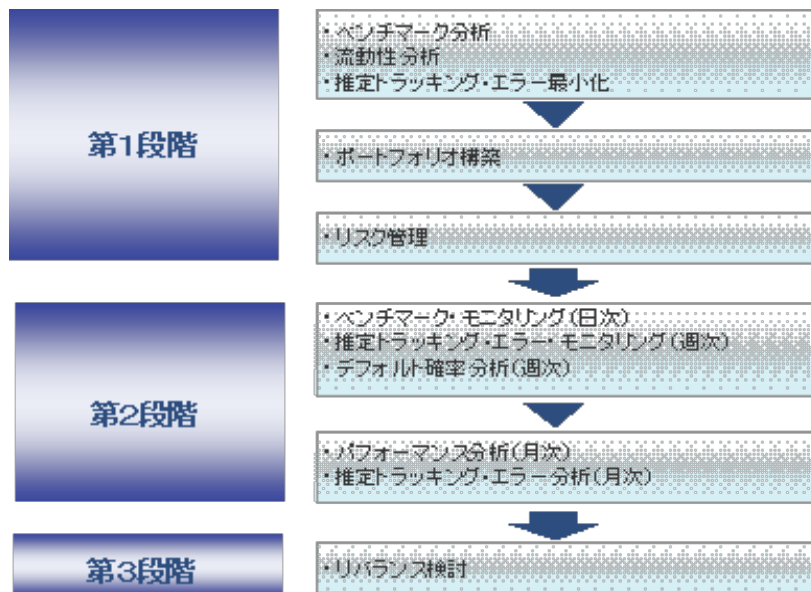 第1段階
・ベンチマーク分析
・流動性分析
・推定トラッキング・エラー最小化
・ポートフォリオ構築
・リスク管理
第2段階
・ベンチマーク・モニタリング(日次)
・推定トラッキング・エラー・モニタリング(週次)
・デフォルト確率分析(週次)
・パフォーマンス分析(月次)
・推定トラッキング・エラー分析(月次)
第3段階
・リバランス検討